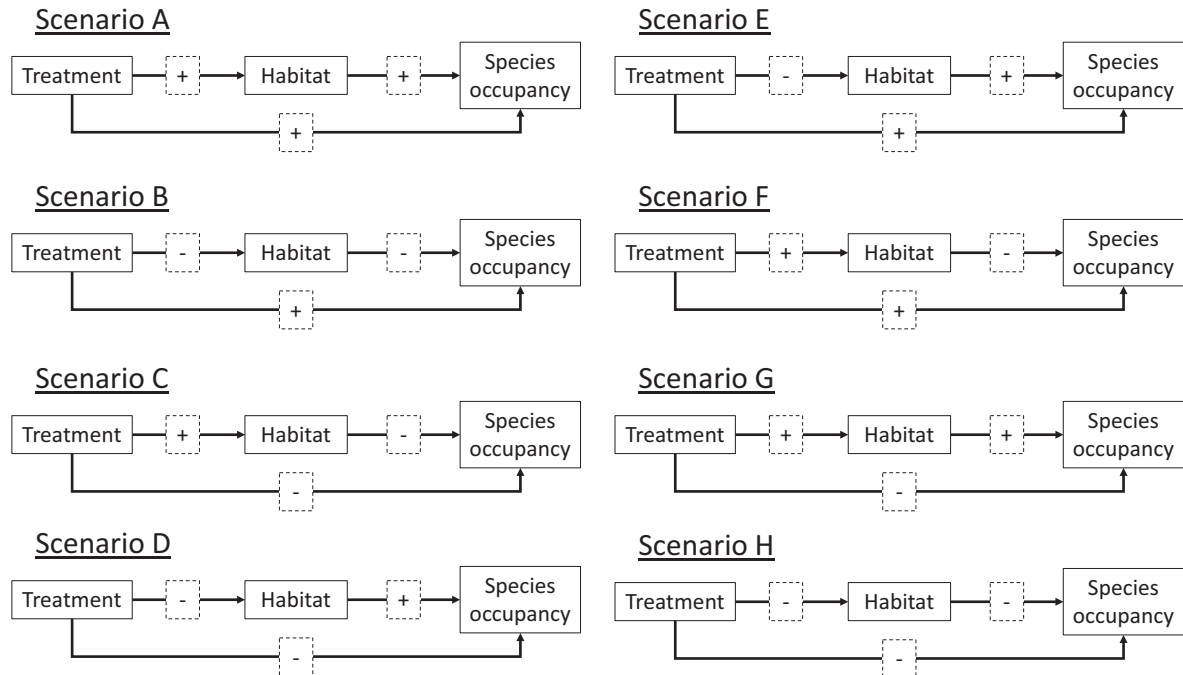 Scenario A
Treatment + Habitat + Species
occupancy
+
Scenario B
Treatment - Habitat - Species
occupancy
+
Scenario C
Treatment + Habitat - Species
occupancy
-
Scenario D
Treatment - Habitat + Species
occupancy
-
Scenario E
Treatment - Habitat + Species
occupancy
+
Scenario F
Treatment + Habitat - Species
occupancy
+
Scenario G
Treatment + Habitat + Species
occupancy
-
Scenario H
Treatment - Habitat - Species
occupancy
-